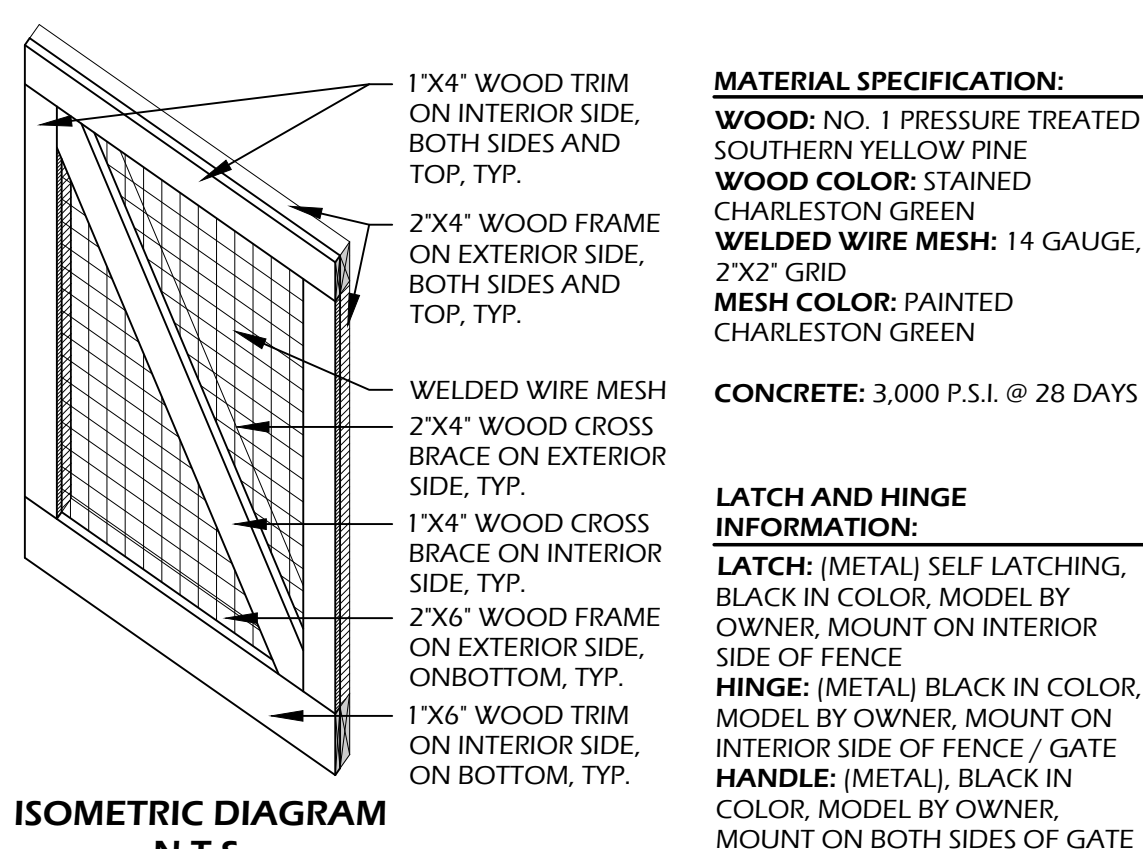 1"X4" WOOD TRIM
ON INTERIOR SIDE,
BOTH SIDES AND
TOP, TYP.
2"X4" WOOD FRAME
ON EXTERIOR SIDE,
BOTH SIDES AND
TOP, TYP.
WELDED WIRE MESH
2"X4" WOOD CROSS
BRACE ON EXTERIOR
SIDE, TYP.
1"X4" WOOD CROSS
BRACE ON INTERIOR
SIDE, TYP.
2"X6" WOOD FRAME
ON EXTERIOR SIDE,
ONBOTTOM, TYP.
1"X6" WOOD TRIM
ON INTERIOR SIDE,
ON BOTTOM, TYP.
ISOMETRIC DIAGRAM
N.T.S.
MATERIAL SPECIFICATION:
WOOD: NO. 1 PRESSURE TREATED
SOUTHERN YELLOW PINE
WOOD COLOR: STAINED
CHARLESTON GREEN
WELDED WIRE MESH: 14 GAUGE,
2"X2" GRID
MESH COLOR: PAINTED
CHARLESTON GREEN
CONCRETE: 3,000 P.S.I. @ 28 DAYS
LATCH AND HINGE
INFORMATION:
LATCH: (METAL) SELF LATCHING,
BLACK IN COLOR, MODEL BY
OWNER, MOUNT ON INTERIOR
SIDE OF FENCE
HINGE: (METAL) BLACK IN COLOR,
MODEL BY OWNER, MOUNT ON
INTERIOR SIDE OF FENCE / GATE
HANDLE: (METAL), BLACK IN
COLOR, MODEL BY OWNER,
MOUNT ON BOTH SIDES OF GATE